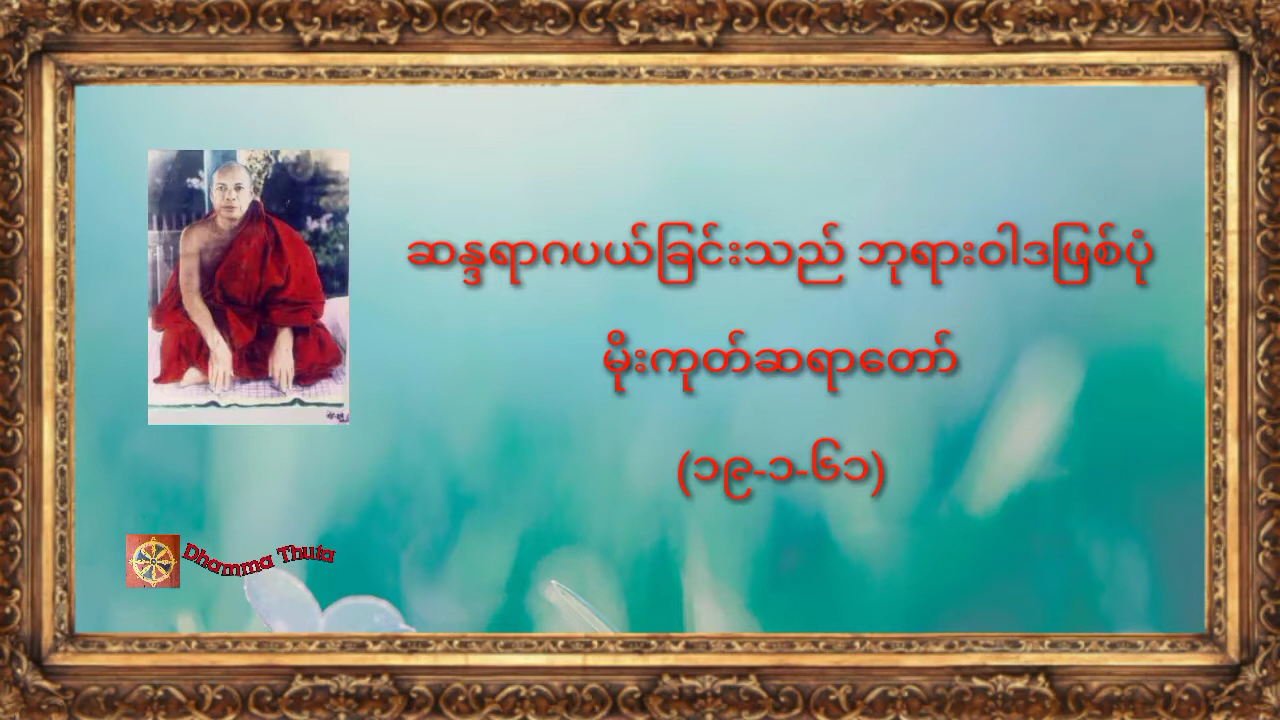 ဆန္ဒရာဂပယ်ခြင်းသည် ဘုရားဝါဒဖြစ်ပုံ
မိုးကုတ်ဆရာတော်
(၁၉-၁-၆၁)
Dhamma Thuta